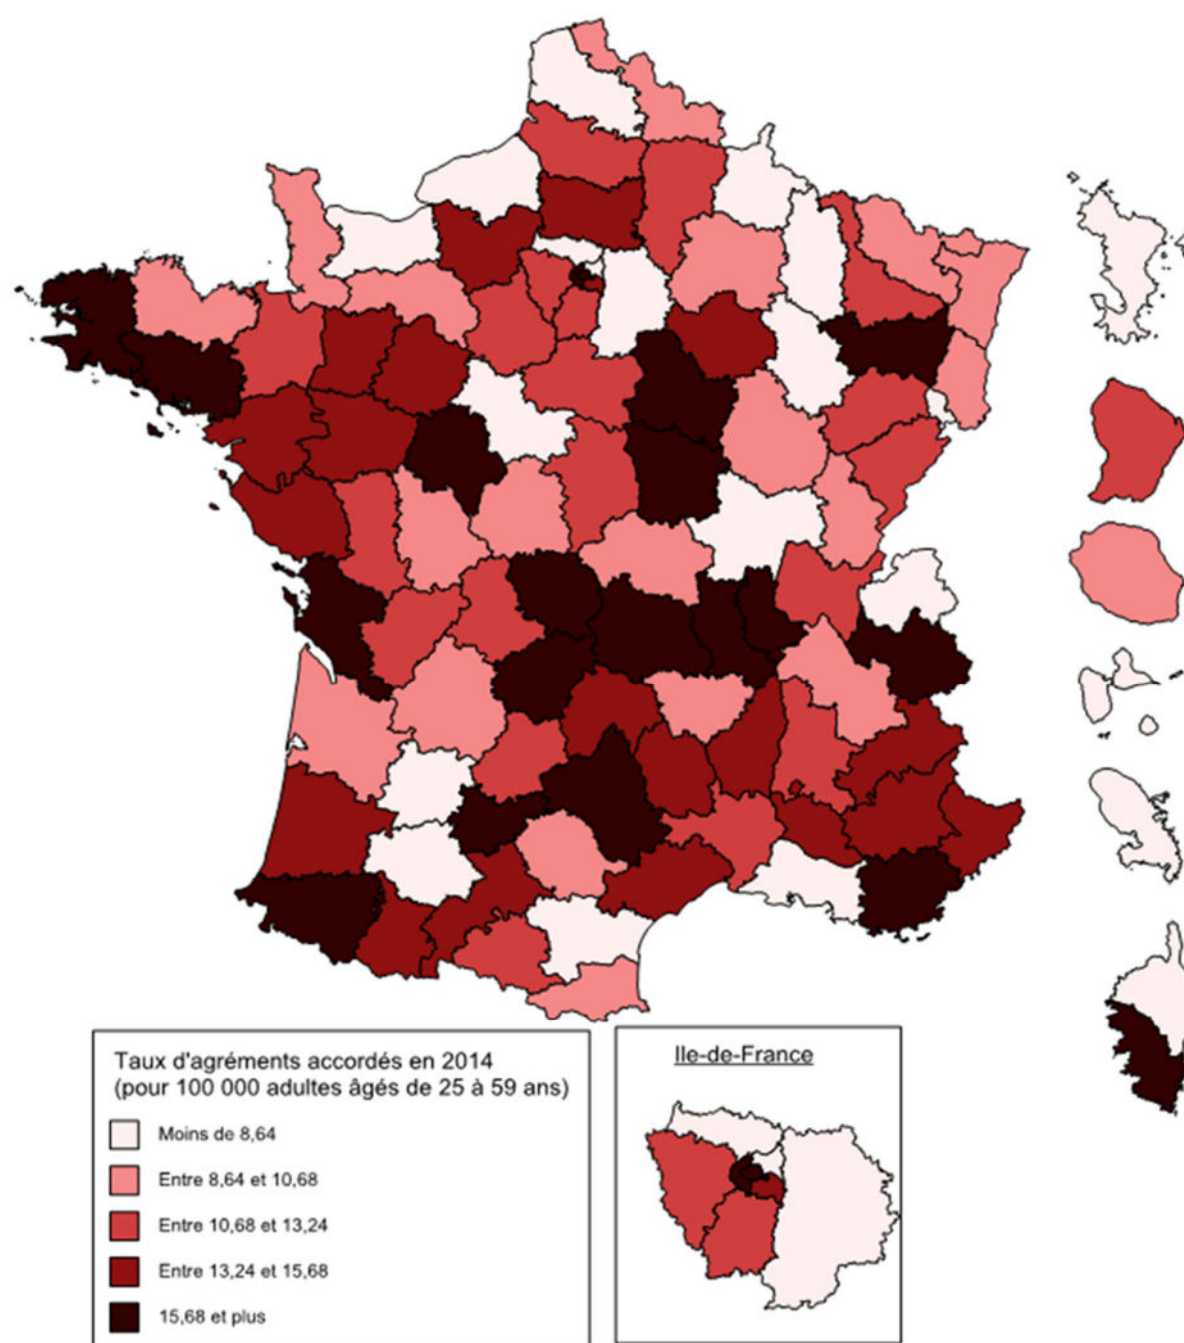 Taux d'agréments accordés en 2014
(pour 100 000 adultes âgés de 25 à 59 ans)
Moins de 8,64
Entre 8,64 et 10,68
Entre 10,68 et 13,24
Entre 13,24 et 15,68
15,68 et plus
Ile-de-France